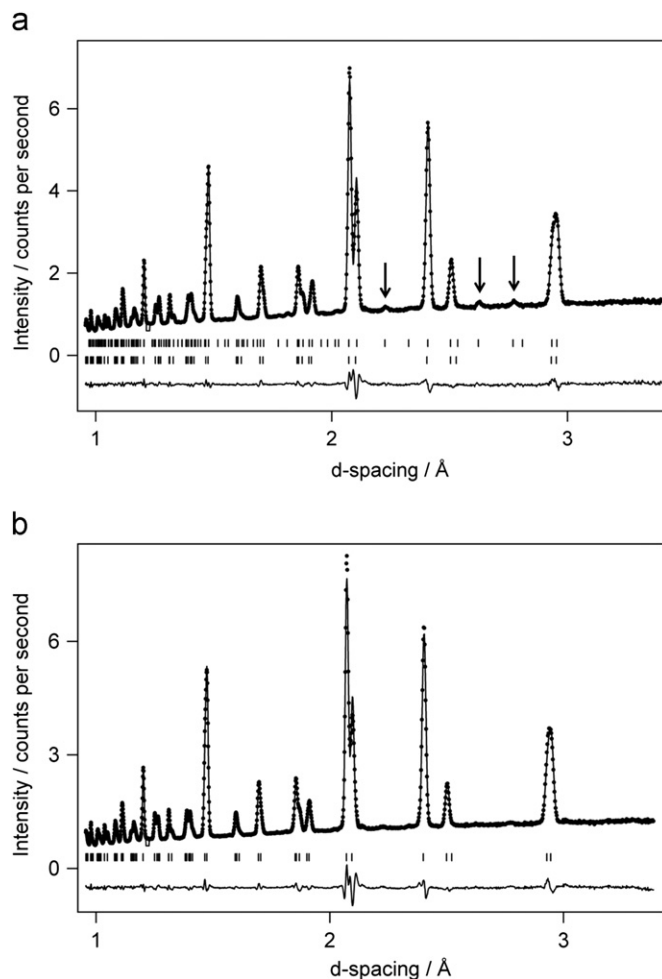 a
Intensity / counts per second
6
4
2
0
1 2 3
d-spacing / Å
b
Intensity / counts per second
6
3
0
1 2 3
d-spacing / Å